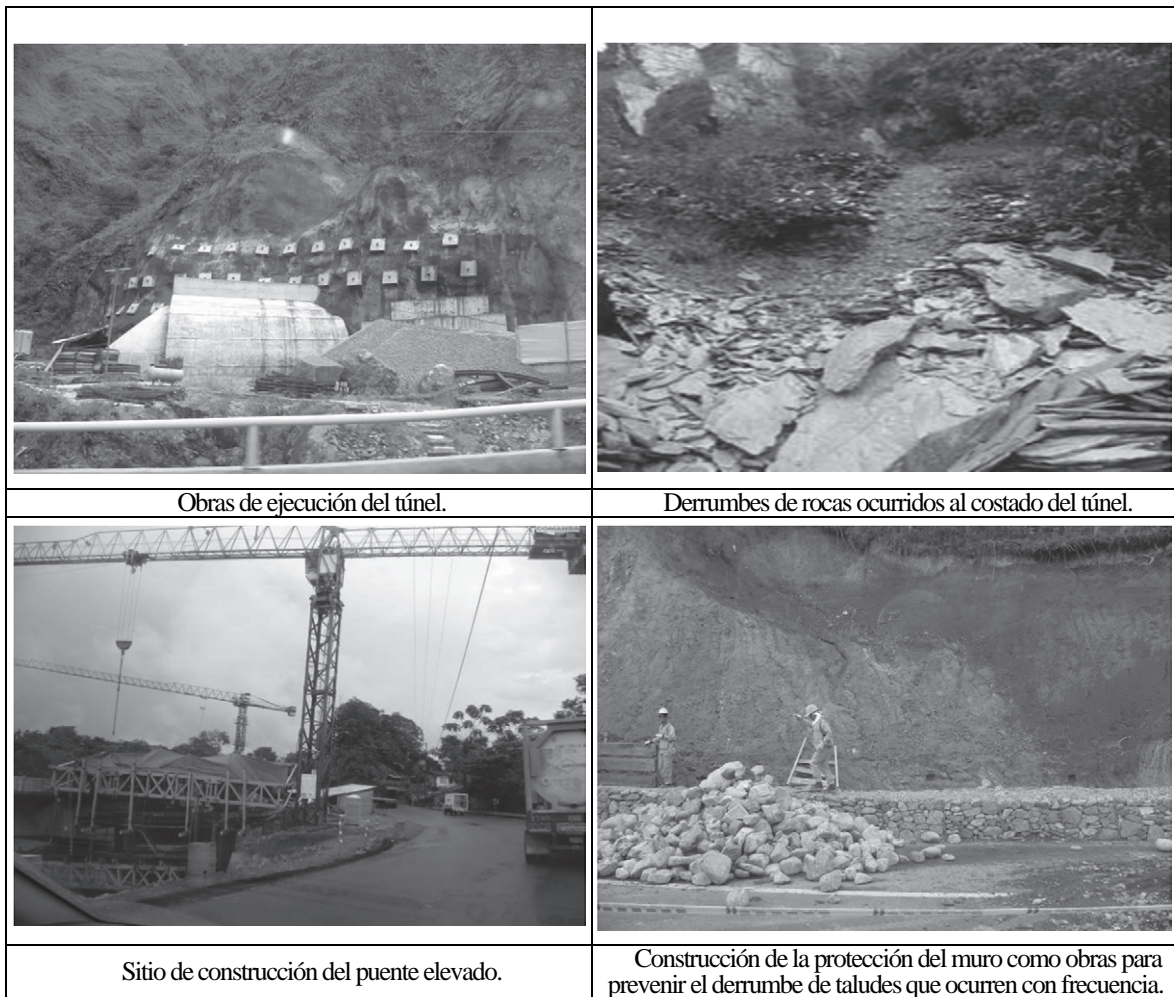 Obras de ejecución del túnel.
Derrumbes de rocas ocurridos al costado del túnel.
Sitio de construcción del puente elevado.
Construcción de la protección del muro como obras para
prevenir el derrumbe de taludes que ocurren con frecuencia.